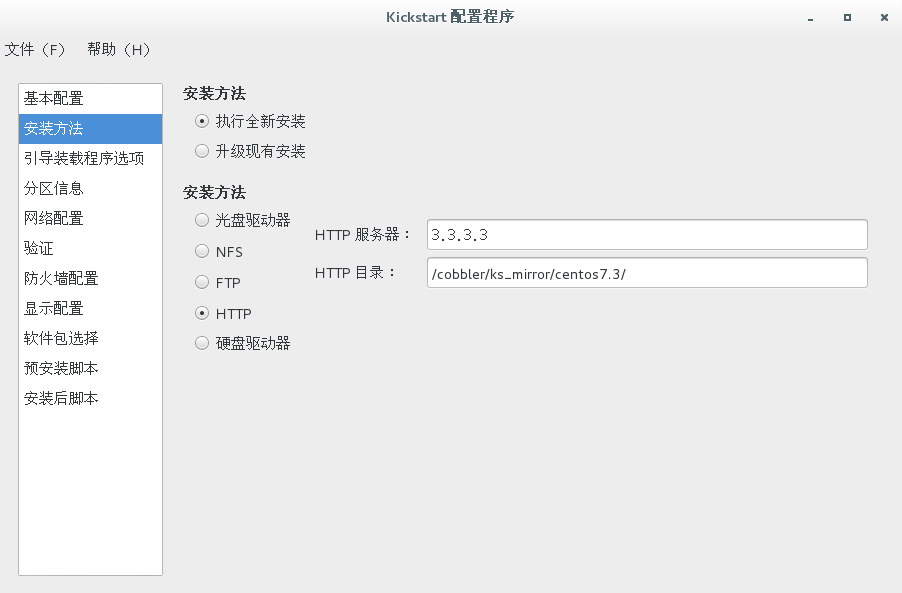 Kickstart 配置程序
文件（F） 帮助（H）
基本配置
安装方法
引导装载程序选项
分区信息
网络配置
验证
防火墙配置
显示配置
软件包选择
预安装脚本
安装后脚本
安装方法
执行全新安装
升级现有安装
安装方法
光盘驱动器
NFS
FTP
HTTP
硬盘驱动器
HTTP 服务器： 3.3.3.3
HTTP 目录： /cobbler/ks_mirror/centos7.3/